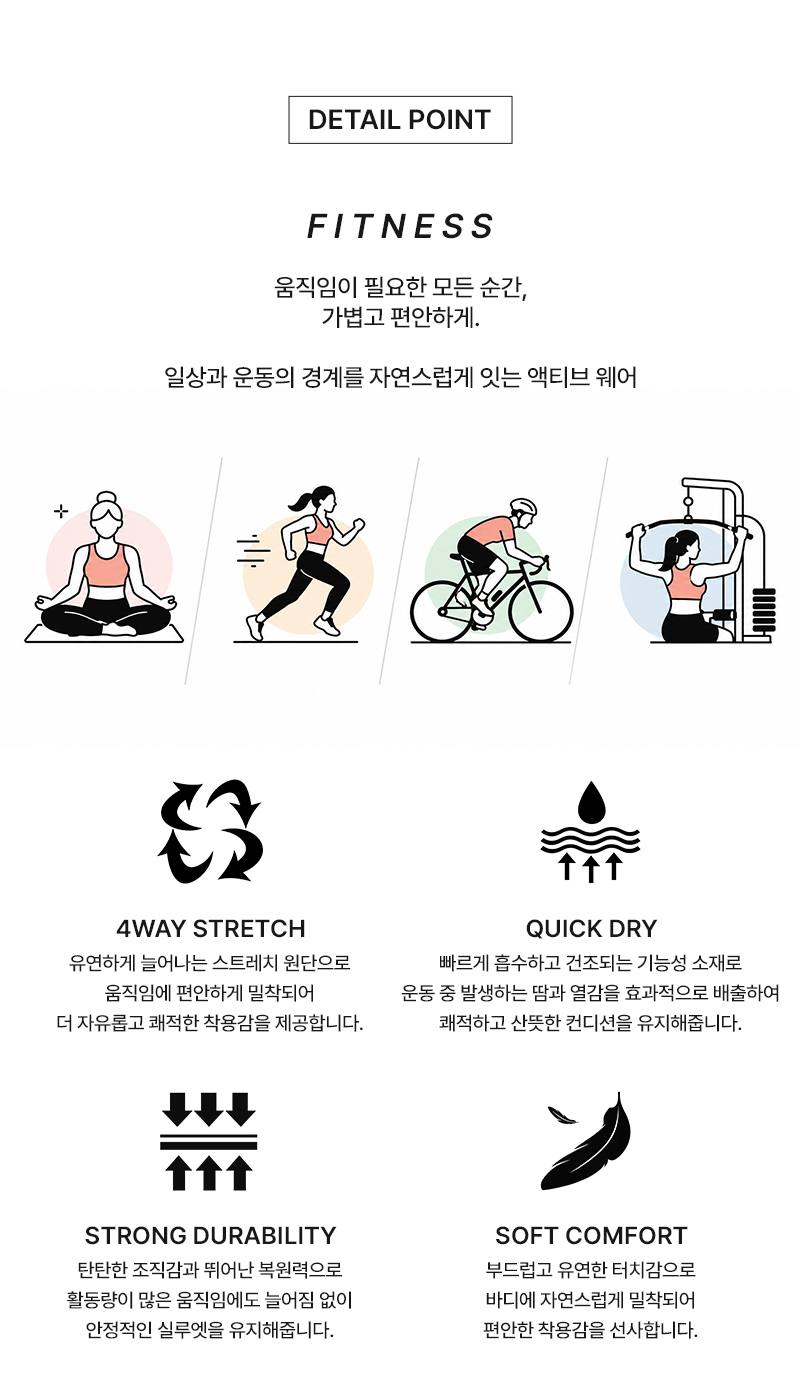 DETAIL POINT
FITNESS
움직임이 필요한 모든 순간,
가볍고 편안하게.
일상과 운동의 경계를 자연스럽게 잇는 액티브 웨어
4WAY STRETCH
유연하게 늘어나는 스트레치 원단으로
움직임에 편안하게 밀착되어
더 자유롭고 쾌적한 착용감을 제공합니다.
QUICK DRY
빠르게 흡수하고 건조되는 기능성 소재로
운동 중 발생하는 땀과 열감을 효과적으로 배출하여
쾌적하고 산뜻한 컨디션을 유지해줍니다.
STRONG DURABILITY
탄탄한 조직감과 뛰어난 복원력으로
활동량이 많은 움직임에도 늘어짐 없이
안정적인 실루엣을 유지해줍니다.
SOFT COMFORT
부드럽고 유연한 터치감으로
바디에 자연스럽게 밀착되어
편안한 착용감을 선사합니다.